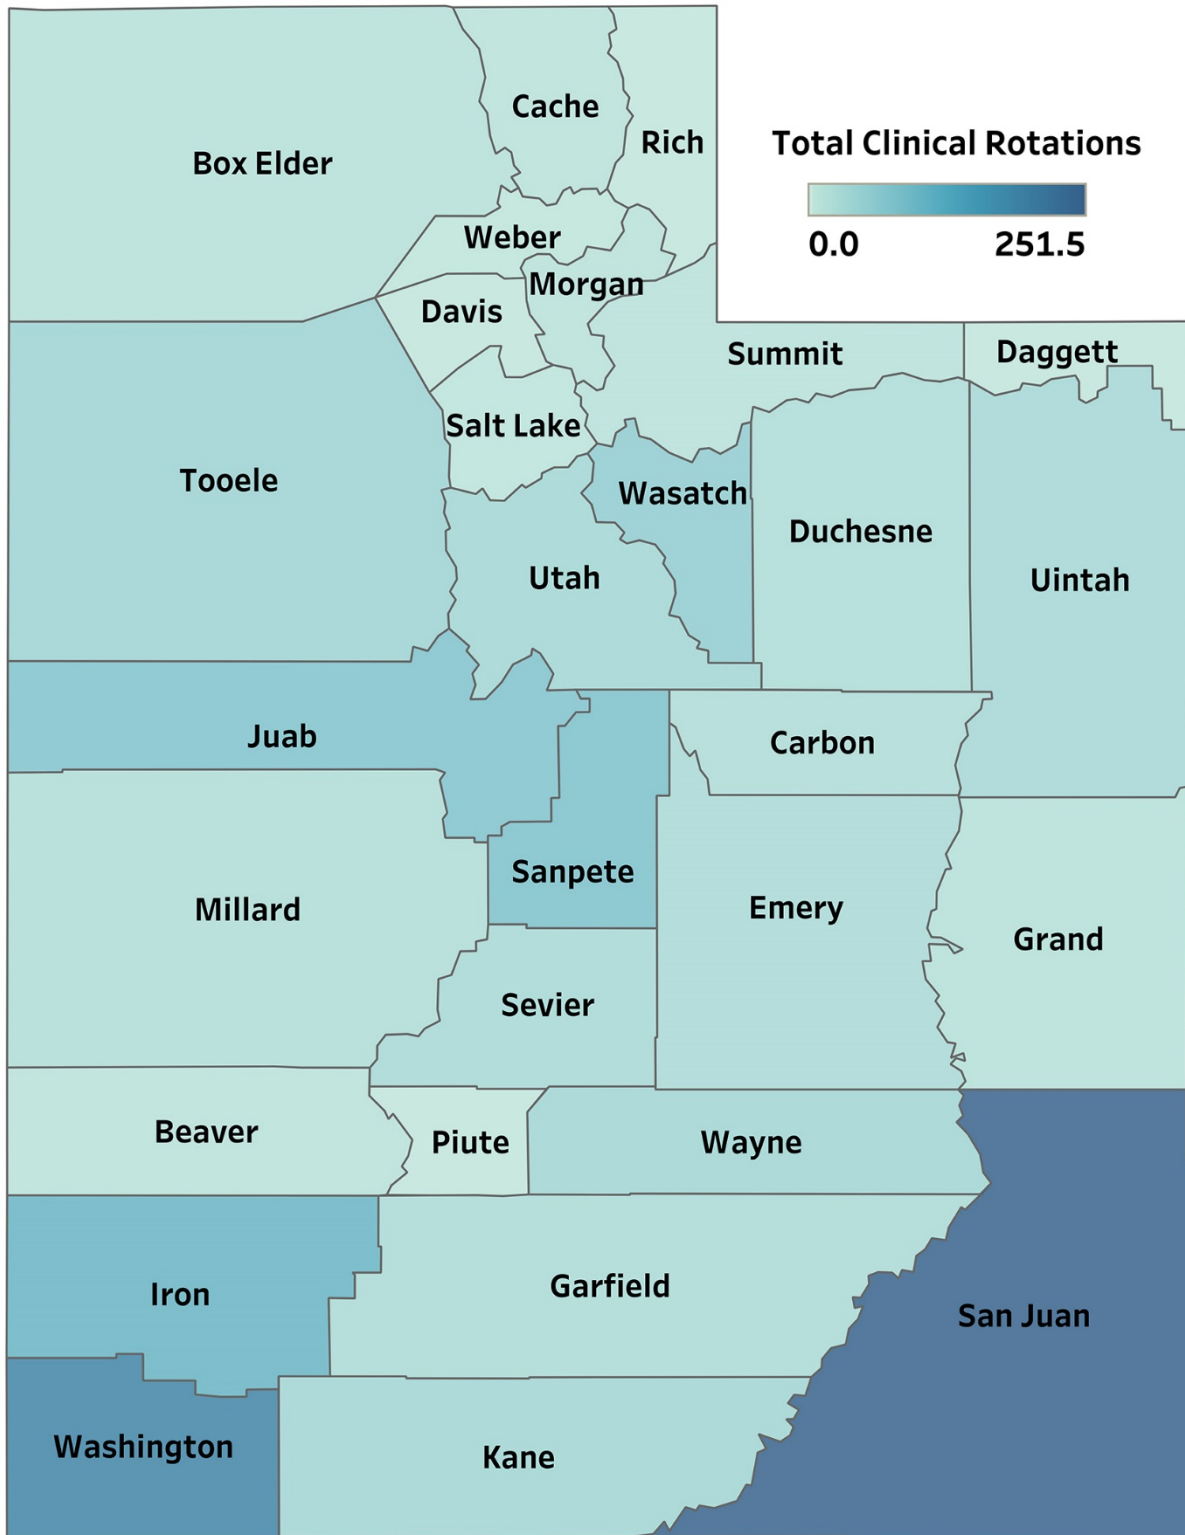 Cache
Rich
Box Elder
Total Clinical Rotations
0.0 251.5
Weber
Morgan
Davis
Summit
Daggett
Salt Lake
Tooele
Wasatch
Duchesne
Utah
Uintah
Juab
Carbon
Sanpete
Millard
Emery
Grand
Sevier
Beaver
Piute
Wayne
Iron
Garfield
San Juan
Washington
Kane